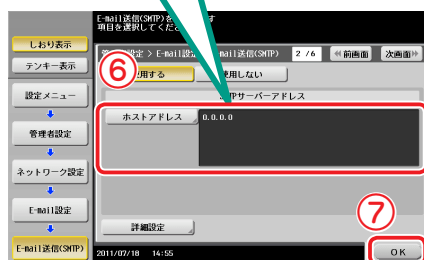 E-mail送信(SMTP)を
す
項目を選択してくだ
しおり表示
テンキー表示
設定 > E-mail設
mail送信(SMTP)
2 /6
前画面
次画面
⑥
用する
使用しない
設定メニュー
サーバーアドレス
ホストアドレス
0.0.0.0
管理者設定
ネットワーク設定
E-mail設定
詳細設定
⑦
E-mail送信(SMTP)
2011/07/18 14:55
OK